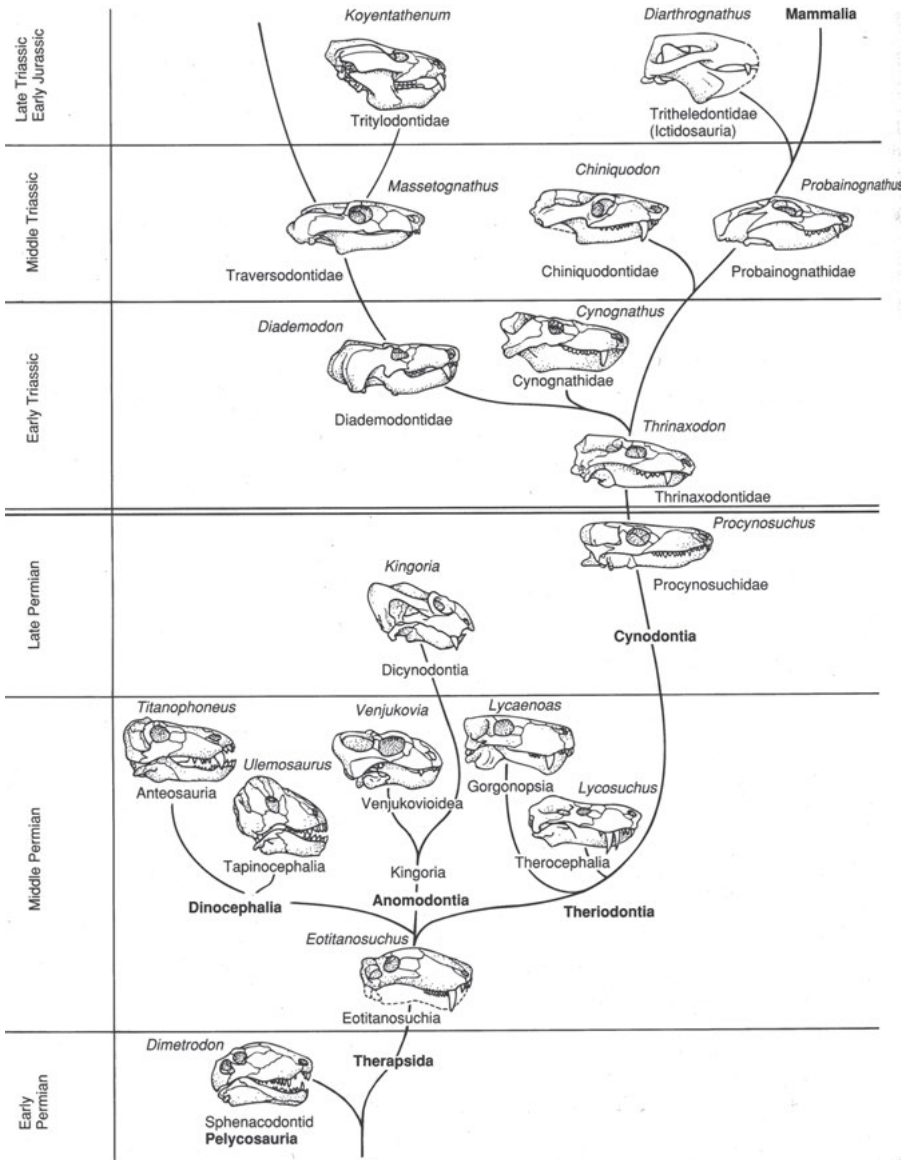 Late Triassic
Early Jurassic
Koyentathenum
Diarthrognathus
Mammalia
Tritylodontidae
Tritheledontidae
(Ictidosauria)
Middle Triassic
Massetognathus
Chiniquodon
Probainognathus
Traversodontidae
Chiniquodontidae
Probainognathidae
Early Triassic
Diademodon
Cynognathus
Cynognathidae
Diademodontidae
Thrinaxodon
Thrinaxodontidae
Late Permian
Procynosuchus
Kingoria
Procynosuchidae
Cynodontia
Dicynodontia
Middle Permian
Titanophoneus
Venjukovia
Lycaenoas
Ulemosaurus
Anteosauria
Gorgonopsia
Lycosuchus
Venjukovioidea
Tapinocephalia
Therocephalia
Kingoria
Dinocephalia
Anomodontia
Theriodontia
Eotitanosuchus
Eotitanosuchia
Early
Permian
Dimetrodon
Therapsida
Sphenacodontid
Pelycosauria